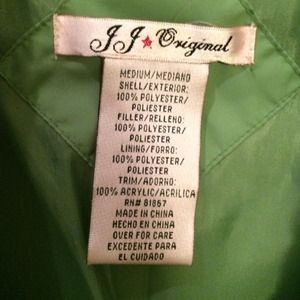 JJ Original
MEDIUM/MEDIANO
SHELL/EXTERIOR:
100% POLYESTER/
POLIESTER
FILLER/RELLENO:
100% POLYESTER/
POLIESTER
LINING/FORRO:
100% POLYESTER/
POLIESTER
TRIM/ADORNO:
100% ACRYLIC/ACRILICA
RN# 81857
MADE IN CHINA
HECHO EN CHINA
OVER FOR CARE
EXCEDENTE PARA
EL CUIDADO